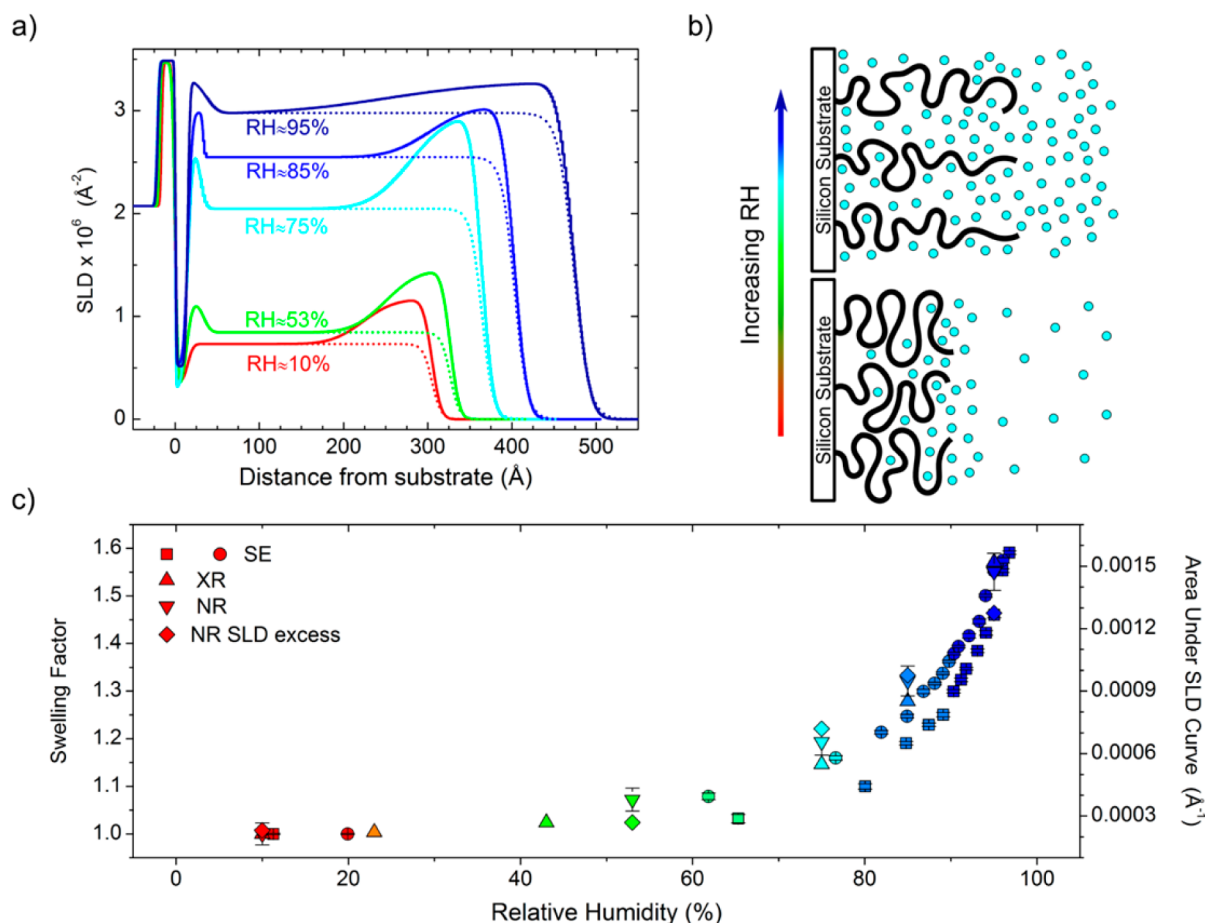 a)
SLD x 10⁶ (Å⁻²)
3
2
1
0
RH≈95%
RH≈85%
RH≈75%
RH≈53%
RH≈10%
0 100 200 300 400 500
Distance from substrate (Å)
b)
Increasing RH
Silicon Substrate
Silicon Substrate
c)
Swelling Factor
1.6
1.5
1.4
1.3
1.2
1.1
1.0
SE
XR
NR
NR SLD excess
0.0015
0.0012
0.0009
0.0006
0.0003
Area Under SLD Curve (Å⁻¹)
0 20 40 60 80 100
Relative Humidity (%)